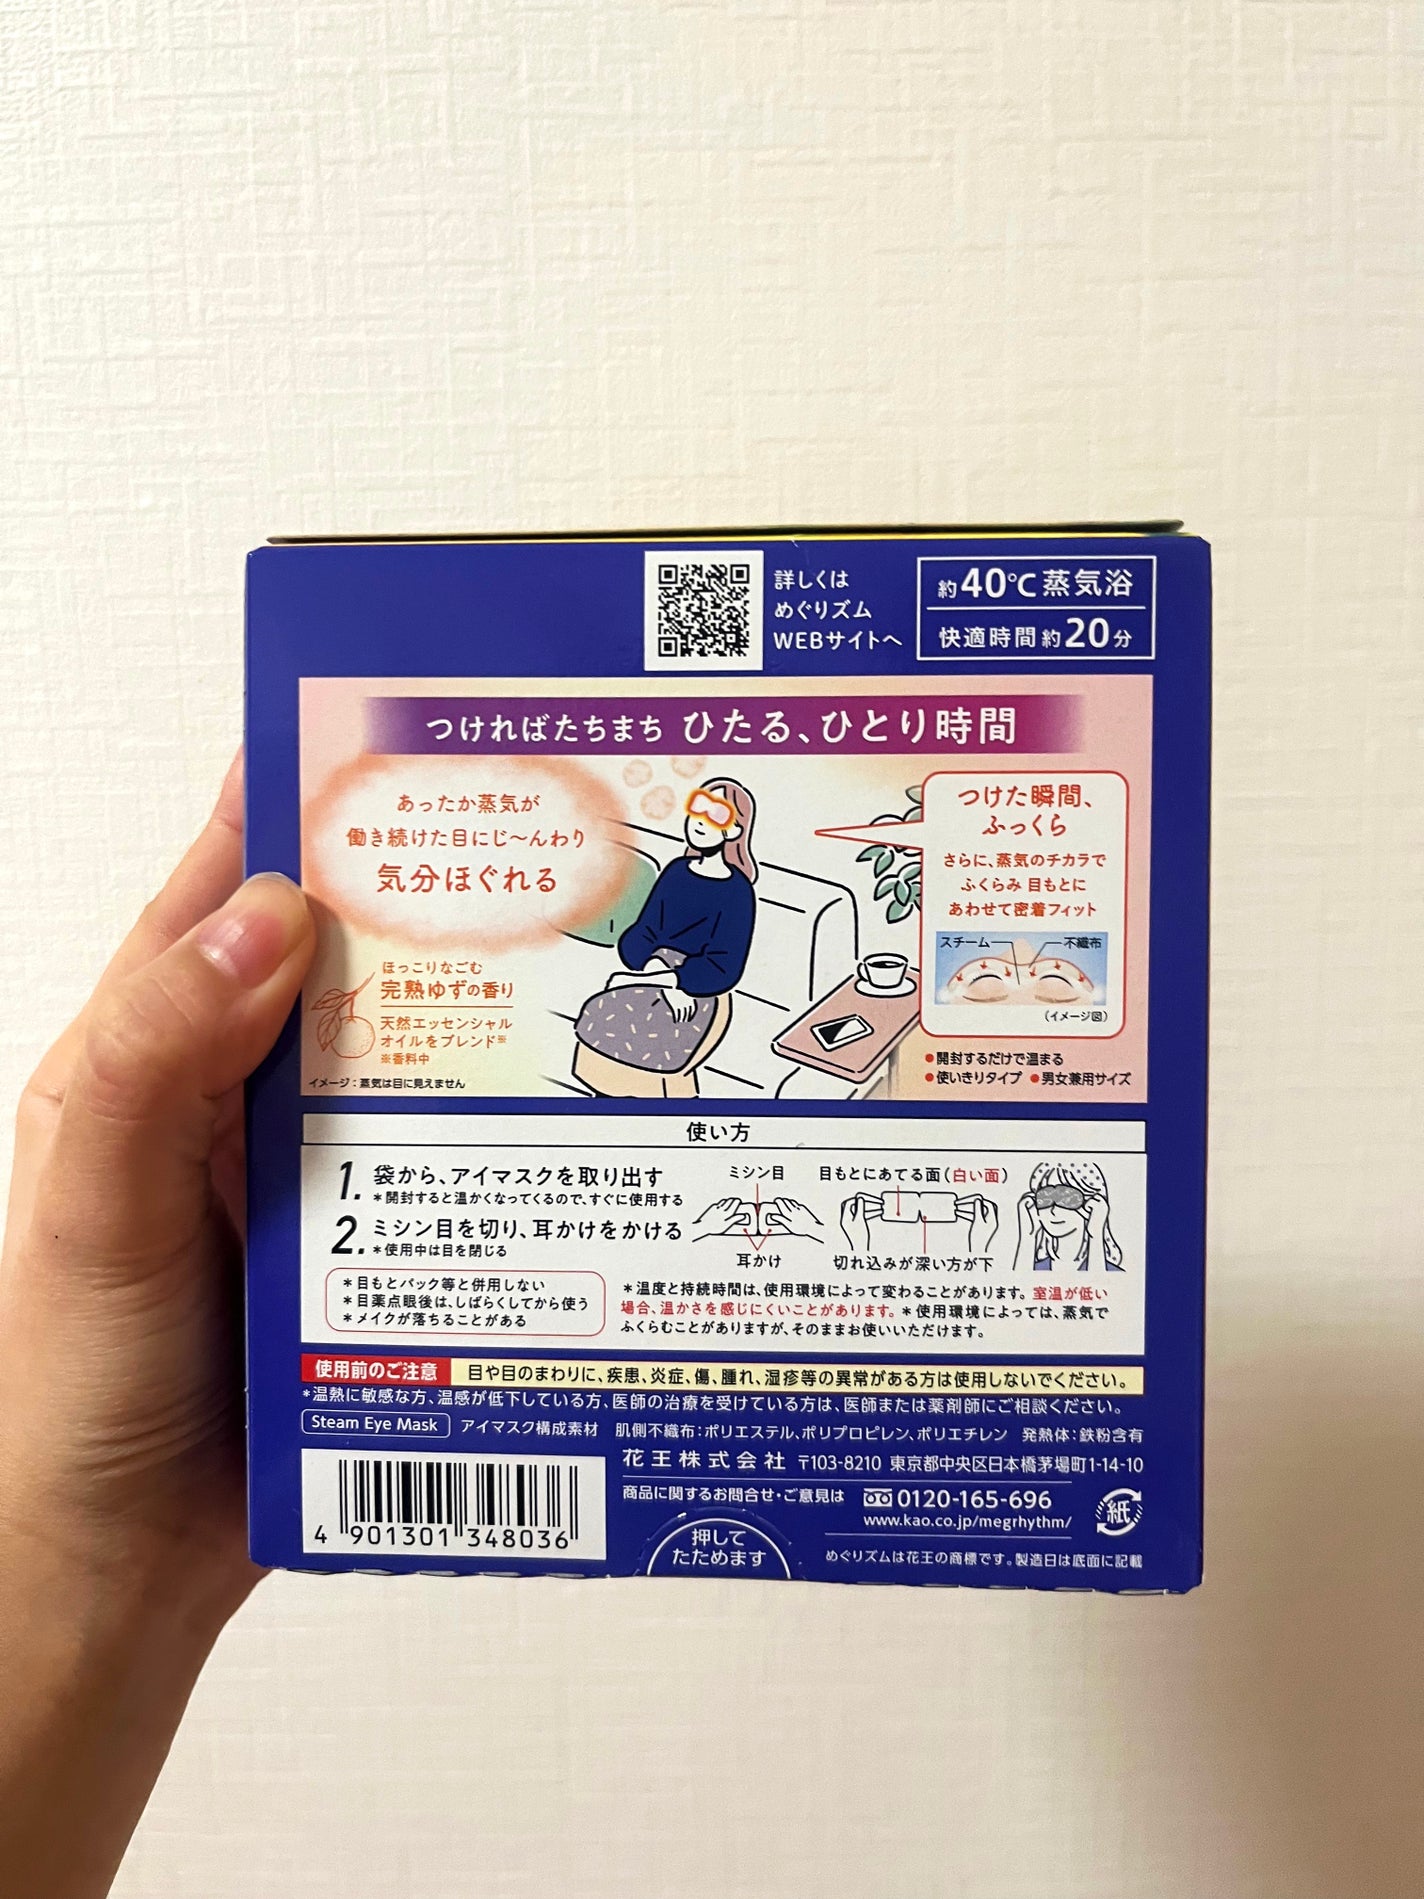 詳しくは
めぐりズム
WEBサイトへ
約40℃蒸気浴
快適時間約20分
つければたちまち ひたる、ひとり時間
あったか蒸気が
働き続けた目にじ〜んわり
気分ほぐれる
つけた瞬間、
ふっくら
さらに、蒸気のチカラで
ふくらみ 目もとに
あわせて密着フィット
スチーム
不織布
(イメージ図)
ほっこりなごむ
完熟ゆずの香り
天然エッセンシャル
オイルをブレンド※
※香料中
イメージ：蒸気は目に見えません
●開封するだけで温まる
●使いきりタイプ ●男女兼用サイズ
使い方
1. 袋から、アイマスクを取り出す
＊開封すると温かくなってくるので、すぐに使用する
2. ミシン目を切り、耳かけをかける
＊使用中は目を閉じる
ミシン目
耳かけ
目もとにあてる面(白い面)
切れ込みが深い方が下
＊目もとパック等と併用しない
＊目薬点眼後は、しばらくしてから使う
＊メイクが落ちることがある
＊温度と持続時間は、使用環境によって変わることがあります。室温が低い
場合、温かさを感じにくいことがあります。＊使用環境によっては、蒸気で
ふくらむことがありますが、そのままお使いいただけます。
使用前のご注意 目や目のまわりに、疾患、炎症、傷、腫れ、湿疹等の異常がある方は使用しないでください。
＊温熱に敏感な方、温感が低下している方、医師の治療を受けている方は、医師または薬剤師にご相談ください。
Steam Eye Mask アイマスク構成素材 肌側不織布：ポリエステル、ポリプロピレン、ポリエチレン 発熱体：鉄粉含有
花王株式会社 〒103-8210 東京都中央区日本橋茅場町1-14-10
商品に関するお問合せ・ご意見は 0120-165-696
www.kao.co.jp/megrhythm/
紙
4 901301 348036
押して
たためます
めぐりズムは花王の商標です。製造日は底面に記載